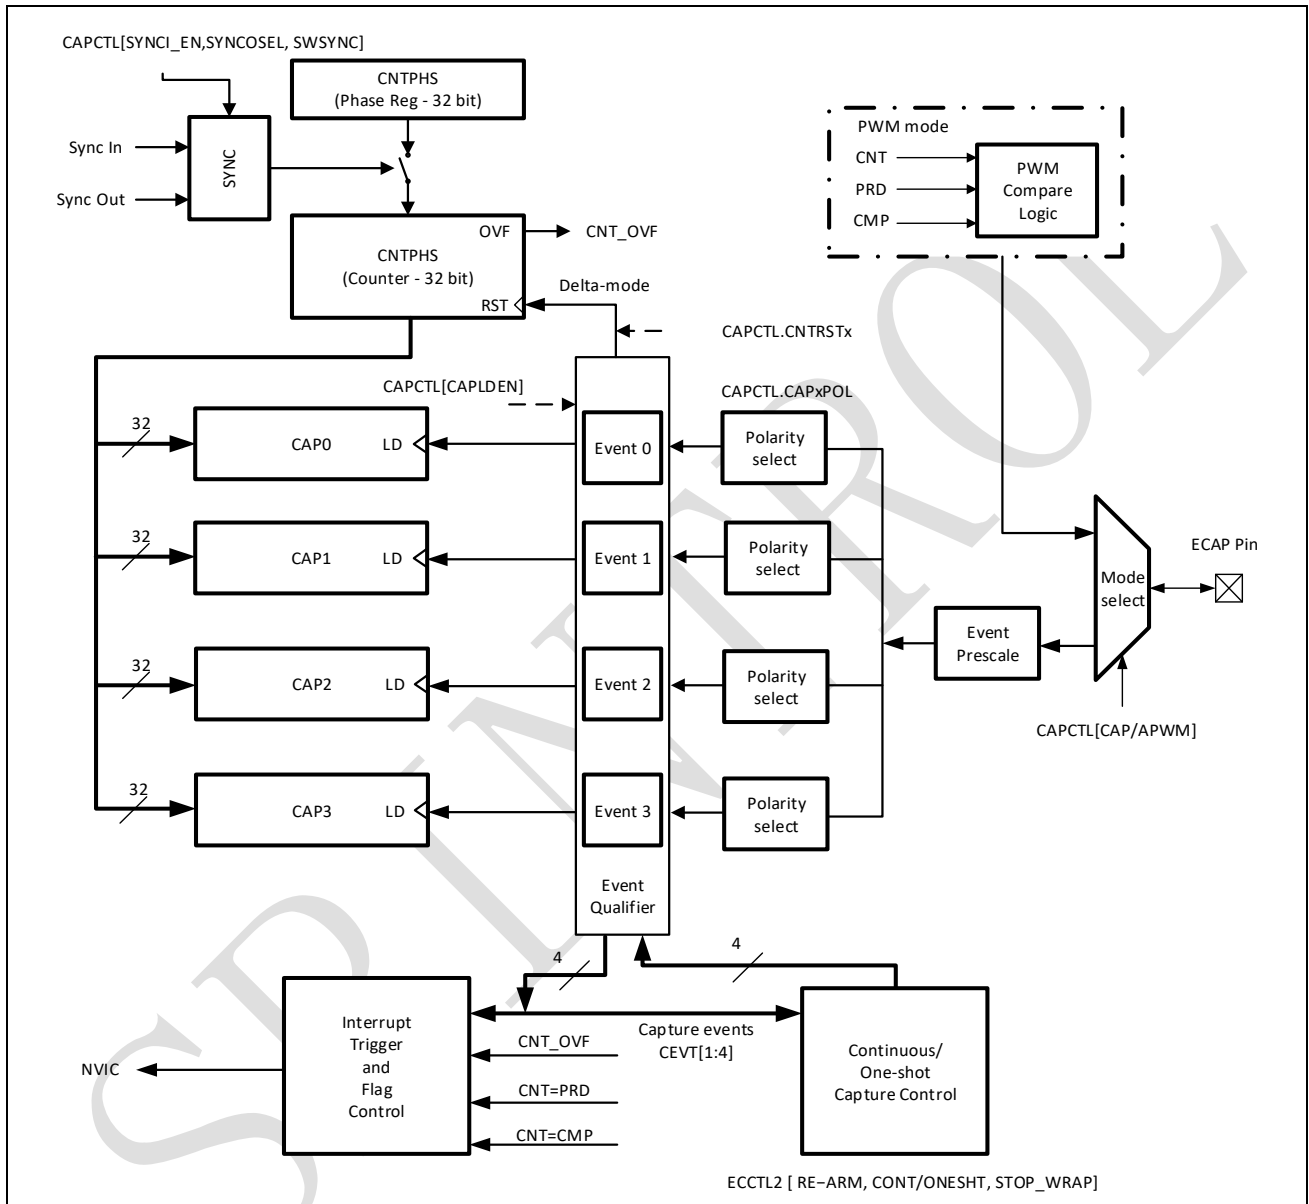 CAPCTL[SYNCI_EN,SYNCOSEL, SWSYNC]
CNTPHS
(Phase Reg - 32 bit)
Sync In
Sync Out
SYNC
OVF
CNT_OVF
CNTPHS
(Counter - 32 bit)
RST
Delta-mode
PWM mode
CNT
PRD
CMP
PWM
Compare
Logic
CAPCTL.CNTRSTx
CAPCTL[CAPLDEN]
CAPCTL.CAPxPOL
32
CAP0
LD
Event 0
Polarity
select
32
CAP1
LD
Event 1
Polarity
select
32
CAP2
LD
Event 2
Polarity
select
32
CAP3
LD
Event 3
Polarity
select
Event
Qualifier
Event
Prescale
Mode
select
ECAP Pin
CAPCTL[CAP/APWM]
4
4
NVIC
Interrupt
Trigger
and
Flag
Control
Capture events
CEVT[1:4]
CNT_OVF
CNT=PRD
CNT=CMP
Continuous/
One-shot
Capture Control
ECCTL2 [ RE−ARM, CONT/ONESHT, STOP_WRAP]
SPINTROL